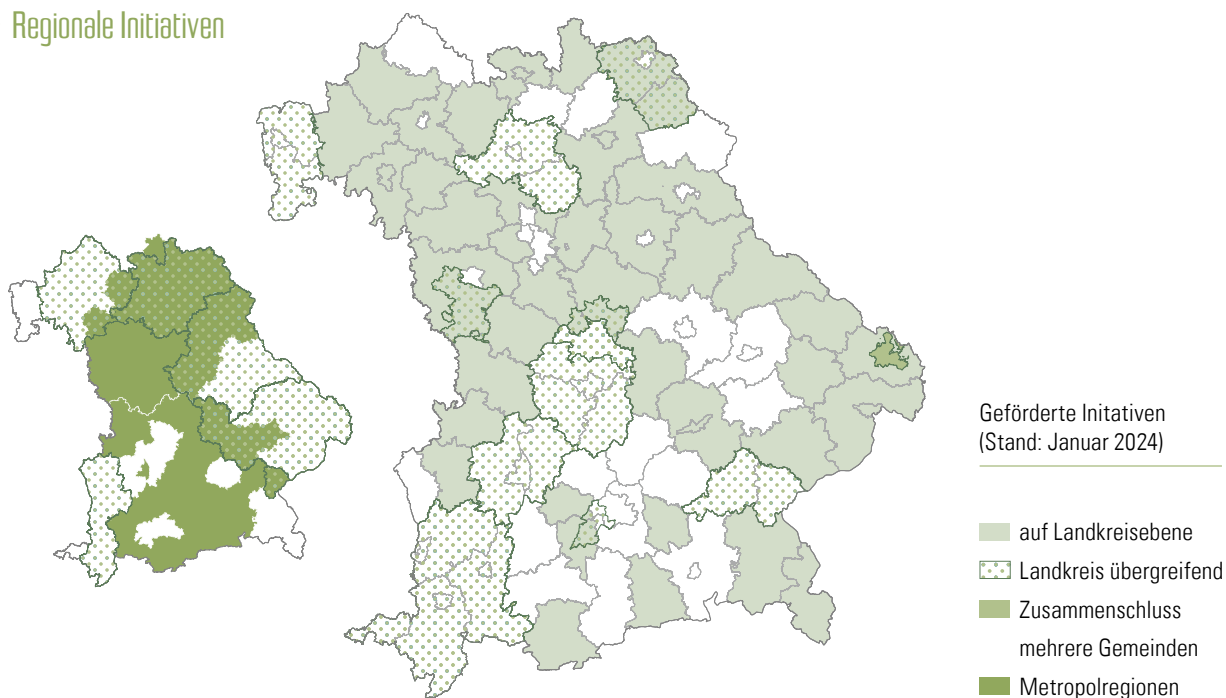 Regionale Initiativen
Geförderte Initativen
(Stand: Januar 2024)
auf Landkreisebene
Landkreis übergreifend
Zusammenschluss
mehrere Gemeinden
Metropolregionen